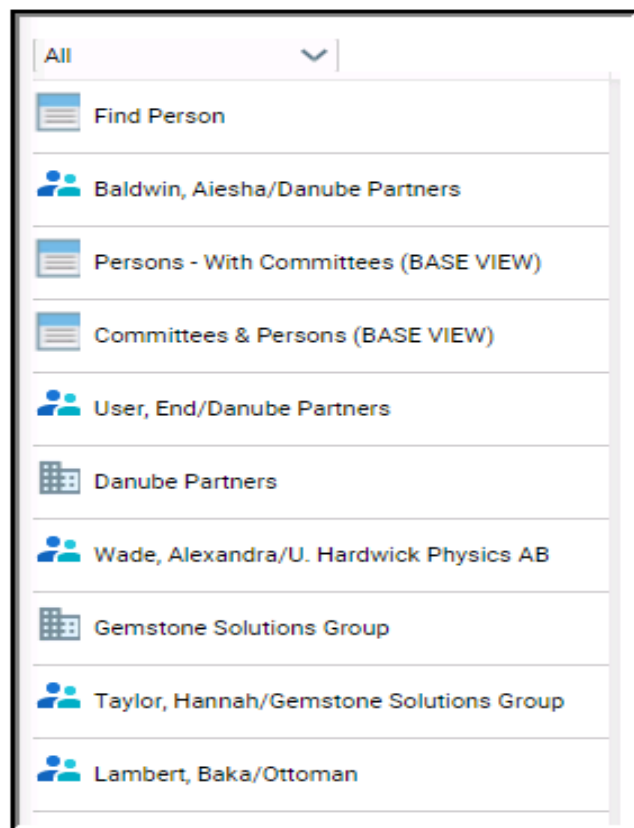 All
Find Person
Baldwin, Aiesha/Danube Partners
Persons - With Committees (BASE VIEW)
Committees & Persons (BASE VIEW)
User, End/Danube Partners
Danube Partners
Wade, Alexandra/U. Hardwick Physics AB
Gemstone Solutions Group
Taylor, Hannah/Gemstone Solutions Group
Lambert, Baka/Ottoman